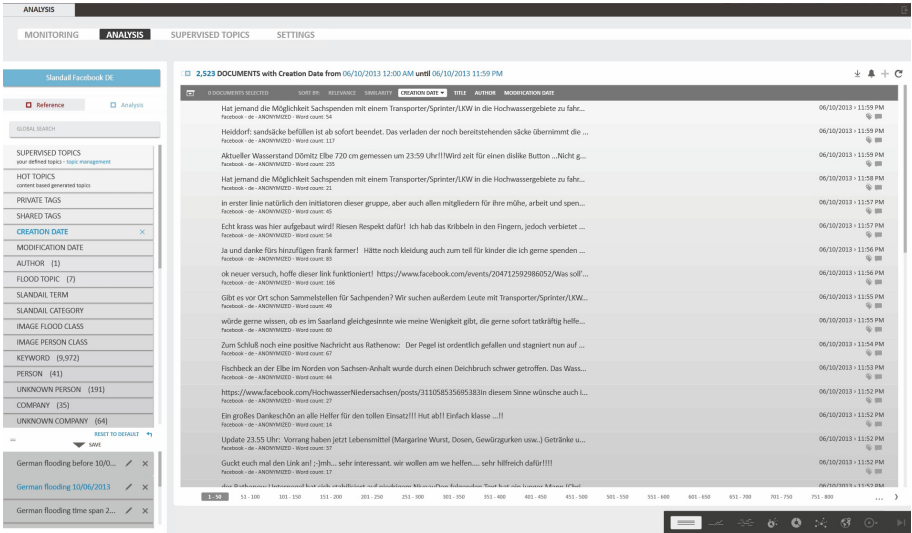 ANALYSIS
MONITORING ANALYSIS SUPERVISED TOPICS SETTINGS
Slandail Facebook DE
Reference Analysis
GLOBAL SEARCH
SUPERVISED TOPICS
your defined topics - topic management
HOT TOPICS
content based generated topics
PRIVATE TAGS
SHARED TAGS
CREATION DATE ×
MODIFICATION DATE
AUTHOR (1)
FLOOD TOPIC (7)
SLANDAIL TERM
SLANDAIL CATEGORY
IMAGE FLOOD CLASS
IMAGE PERSON CLASS
KEYWORD (9,972)
PERSON (41)
UNKNOWN PERSON (191)
COMPANY (35)
UNKNOWN COMPANY (64)
RESET TO DEFAULT
SAVE
German flooding before 10/0...
German flooding 10/06/2013
German flooding time span 2...
2,523 DOCUMENTS with Creation Date from 06/10/2013 12:00 AM until 06/10/2013 11:59 PM
0 DOCUMENTS SELECTED SORT BY: RELEVANCE SIMILARITY CREATION DATE TITLE AUTHOR MODIFICATION DATE
Hat jemand die Möglichkeit Sachspenden mit einem Transporter/Sprinter/LKW in die Hochwassergebiete zu fahr... 06/10/2013 › 11:59 PM
Facebook - de - ANONYMIZED - Word count: 54
Heiddorf: sandsäcke befüllen ist ab sofort beendet. Das verladen der noch bereitstehenden säcke übernimmt die ... 06/10/2013 › 11:59 PM
Facebook - de - ANONYMIZED - Word count: 117
Aktueller Wasserstand Dömitz Elbe 720 cm gemessen um 23:59 Uhr!!!Wird zeit für einen dislike Button ...Nicht g... 06/10/2013 › 11:59 PM
Facebook - de - ANONYMIZED - Word count: 255
Hat jemand die Möglichkeit Sachspenden mit einem Transporter/Sprinter/LKW in die Hochwassergebiete zu fahr... 06/10/2013 › 11:58 PM
Facebook - de - ANONYMIZED - Word count: 21
in erster linie natürlich den initiatoren dieser gruppe, aber auch allen mitgliedern für ihre mühe, arbeit und spen... 06/10/2013 › 11:57 PM
Facebook - de - ANONYMIZED - Word count: 45
Echt krass was hier aufgebaut wird! Riesen Respekt dafür! Ich hab das Kribbeln in den Fingern, jedoch verbietet ... 06/10/2013 › 11:57 PM
Facebook - de - ANONYMIZED - Word count: 54
Ja und danke fürs hinzufügen frank farmer! Hätte noch kleidung auch zum teil für kinder die ich gerne spenden ... 06/10/2013 › 11:56 PM
Facebook - de - ANONYMIZED - Word count: 83
ok neuer versuch, hoffe dieser link funktioniert! https://www.facebook.com/events/204712592986052/Was soll'... 06/10/2013 › 11:56 PM
Facebook - de - ANONYMIZED - Word count: 166
Gibt es vor Ort schon Sammelstellen für Sachpenden? Wir suchen außerdem Leute mit Transporter/Sprinter/LKW... 06/10/2013 › 11:55 PM
Facebook - de - ANONYMIZED - Word count: 49
würde gerne wissen, ob es im Saarland gleichgesinnte wie meine Wenigkeit gibt, die gerne sofort tatkräftig helfe... 06/10/2013 › 11:55 PM
Facebook - de - ANONYMIZED - Word count: 60
Zum Schluß noch eine positive Nachricht aus Rathenow: Der Pegel ist ordentlich gefallen und stagniert nun auf ... 06/10/2013 › 11:54 PM
Facebook - de - ANONYMIZED - Word count: 67
Fischbeck an der Elbe im Norden von Sachsen-Anhalt wurde durch einen Deichbruch schwer getroffen. Das Wass... 06/10/2013 › 11:53 PM
Facebook - de - ANONYMIZED - Word count: 44
https://www.facebook.com/HochwasserNiedersachsen/posts/311058535695383In diesem Sinne wünsche auch i... 06/10/2013 › 11:52 PM
Facebook - de - ANONYMIZED - Word count: 27
Ein großes Dankeschön an alle Helfer für den tollen Einsatz!!! Hut ab!! Einfach klasse ...!! 06/10/2013 › 11:52 PM
Facebook - de - ANONYMIZED - Word count: 14
Update 23.55 Uhr: Vorrang haben jetzt Lebensmittel (Margarine Wurst, Dosen, Gewürzgurken usw..) Getränke u... 06/10/2013 › 11:52 PM
Facebook - de - ANONYMIZED - Word count: 37
Guckt euch mal den Link an! ;-)mh... sehr interessant. wir wollen am we helfen.... sehr hilfreich dafür!!!! 06/10/2013 › 11:52 PM
Facebook - de - ANONYMIZED - Word count: 17
06/10/2013 › 11:52 PM
1 - 50 51 - 100 101 - 150 151 - 200 201 - 250 251 - 300 301 - 350 351 - 400 401 - 450 451 - 500 501 - 550 551 - 600 601 - 650 651 - 700 701 - 750 751 - 800 ...